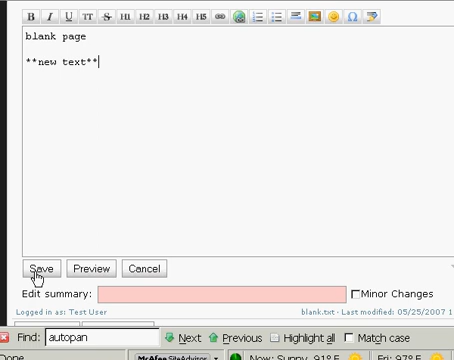 B I U TT S H1 H2 H3 H4 H5
blank page
**new text**
Save Preview Cancel
Edit summary: Minor Changes
Logged in as: Test User blank.txt · Last modified: 05/25/2007 1
Find: autopan Next Previous Highlight all Match case
Done McAfee SiteAdvisor Now: Sunny, 91° F Fri: 97° F